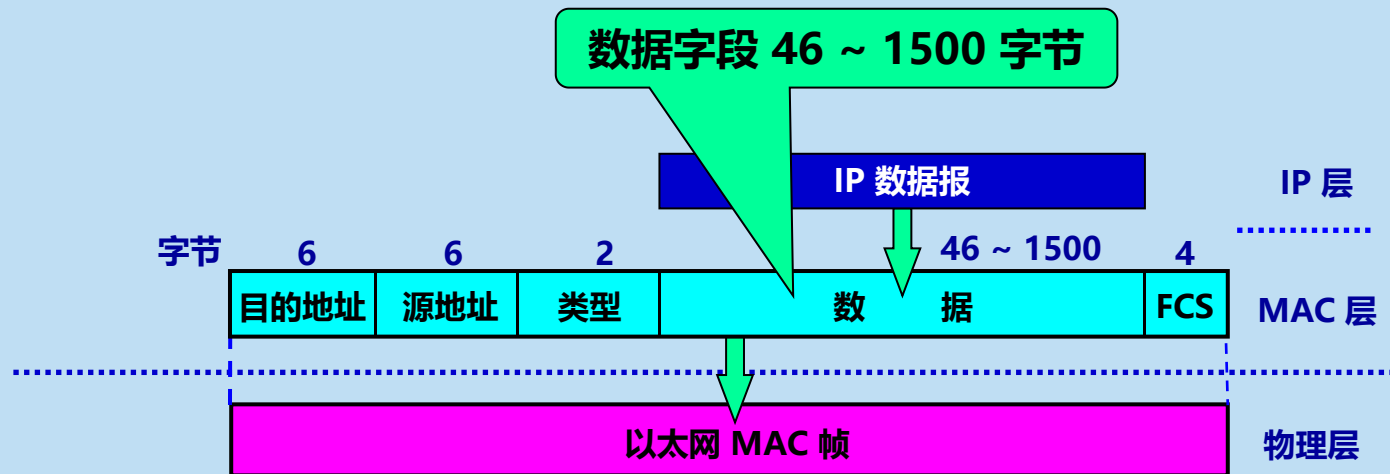 数据字段 46 ~ 1500 字节
IP 数据报
IP 层
字节 6 6 2 46 ~ 1500 4
目的地址 源地址 类型 数 据 FCS MAC 层
以太网 MAC 帧 物理层